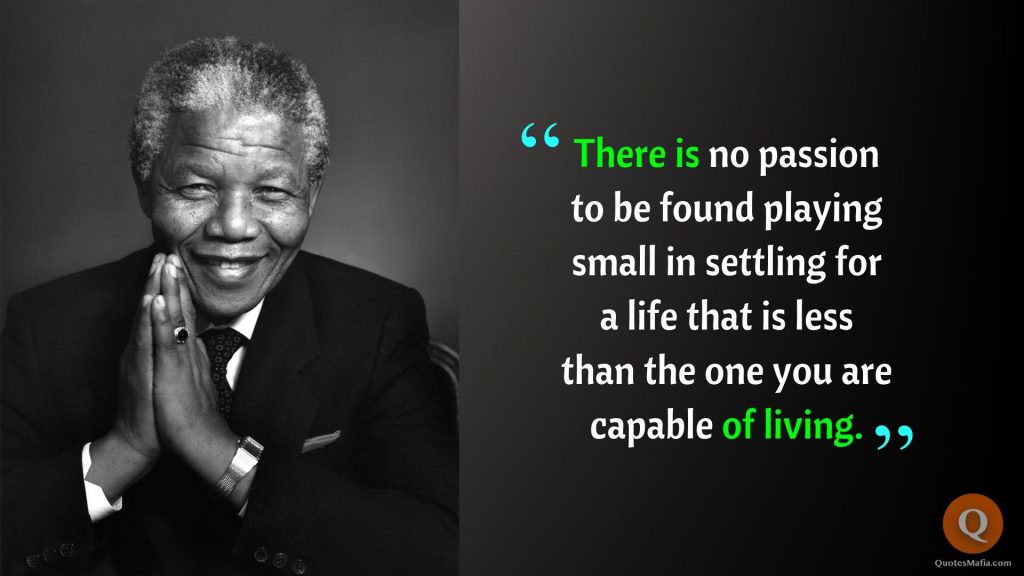 “ There is no passion
to be found playing
small in settling for
a life that is less
than the one you are
capable of living. ”
Q
QuotesMafia.com